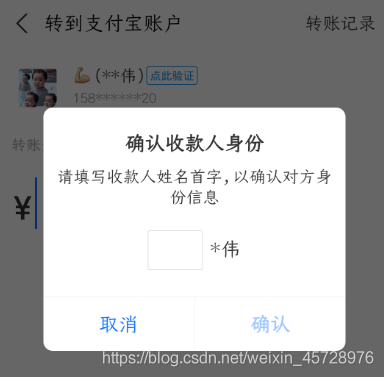 转到支付宝账户 转账记录
💪(**伟) 点此验证
158******20
转账
¥
确认收款人身份
请填写收款人姓名首字,以确认对方身
份信息
*伟
取消 确认
https://blog.csdn.net/weixin_45728976